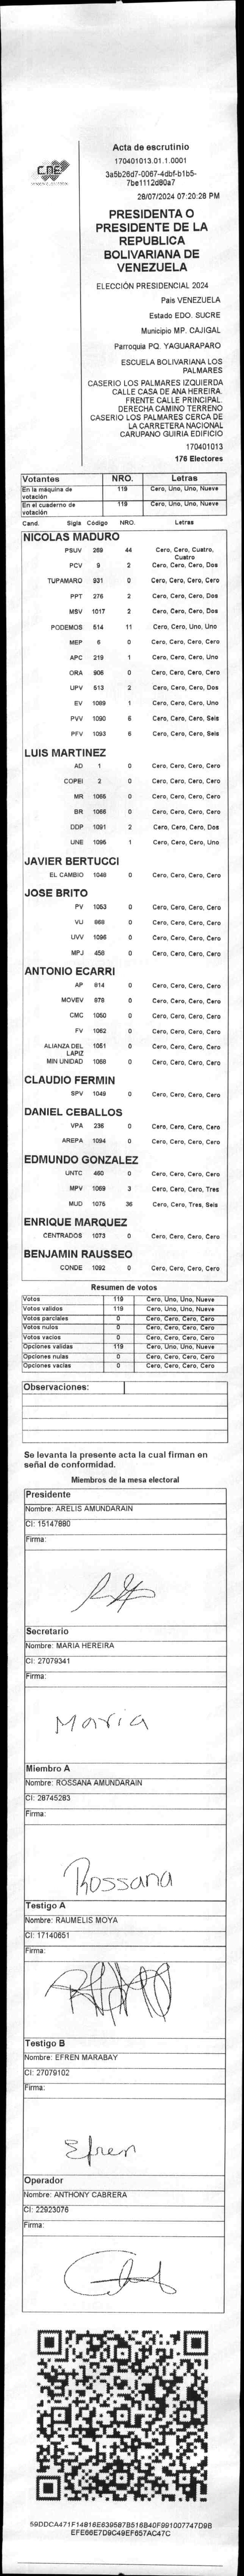 Acta de escrutinio
170401013.01.1.0001
CNE
3a5b26d7-0067-4dbf-b1b5-
7be1112d80a7
28/07/2024 07:20:28 PM
PRESIDENTA O
PRESIDENTE DE LA
REPUBLICA
BOLIVARIANA DE
VENEZUELA
ELECCIÓN PRESIDENCIAL 2024
Pais VENEZUELA
Estado EDO. SUCRE
Municipio MP. CAJIGAL
Parroquia PQ. YAGUARAPARO
ESCUELA BOLIVARIANA LOS
PALMARES
CASERIO LOS PALMARES IZQUIERDA
CALLE CASA DE ANA HEREIRA.
FRENTE CALLE PRINCIPAL.
DERECHA CAMINO TERRENO
CASERIO LOS PALMARES CERCA DE
LA CARRETERA NACIONAL
CARUPANO GUIRIA EDIFICIO
170401013
176 Electores
Votantes NRO. Letras
En la máquina de votación 119 Cero, Uno, Uno, Nueve
En el cuaderno de votación 119 Cero, Uno, Uno, Nueve
Cand. Sigla Código NRO. Letras
NICOLAS MADURO
PSUV 269 44 Cero, Cero, Cuatro, Cuatro
PCV 9 2 Cero, Cero, Cero, Dos
TUPAMARO 931 0 Cero, Cero, Cero, Cero
PPT 276 2 Cero, Cero, Cero, Dos
MSV 1017 2 Cero, Cero, Cero, Dos
PODEMOS 514 11 Cero, Cero, Uno, Uno
MEP 6 0 Cero, Cero, Cero, Cero
APC 219 1 Cero, Cero, Cero, Uno
ORA 906 0 Cero, Cero, Cero, Cero
UPV 513 2 Cero, Cero, Cero, Dos
EV 1089 1 Cero, Cero, Cero, Uno
PVV 1090 6 Cero, Cero, Cero, Seis
PFV 1093 6 Cero, Cero, Cero, Seis
LUIS MARTINEZ
AD 1 0 Cero, Cero, Cero, Cero
COPEI 2 0 Cero, Cero, Cero, Cero
MR 1065 0 Cero, Cero, Cero, Cero
BR 1066 0 Cero, Cero, Cero, Cero
DDP 1091 2 Cero, Cero, Cero, Dos
UNE 1095 1 Cero, Cero, Cero, Uno
JAVIER BERTUCCI
EL CAMBIO 1048 0 Cero, Cero, Cero, Cero
JOSE BRITO
PV 1053 0 Cero, Cero, Cero, Cero
VU 868 0 Cero, Cero, Cero, Cero
UVV 1096 0 Cero, Cero, Cero, Cero
MPJ 458 0 Cero, Cero, Cero, Cero
ANTONIO ECARRI
AP 814 0 Cero, Cero, Cero, Cero
MOVEV 978 0 Cero, Cero, Cero, Cero
CMC 1050 0 Cero, Cero, Cero, Cero
FV 1062 0 Cero, Cero, Cero, Cero
ALIANZA DEL LAPIZ 1051 0 Cero, Cero, Cero, Cero
MIN UNIDAD 1068 0 Cero, Cero, Cero, Cero
CLAUDIO FERMIN
SPV 1049 0 Cero, Cero, Cero, Cero
DANIEL CEBALLOS
VPA 236 0 Cero, Cero, Cero, Cero
AREPA 1094 0 Cero, Cero, Cero, Cero
EDMUNDO GONZALEZ
UNTC 460 0 Cero, Cero, Cero, Cero
MPV 1069 3 Cero, Cero, Cero, Tres
MUD 1075 36 Cero, Cero, Tres, Seis
ENRIQUE MARQUEZ
CENTRADOS 1073 0 Cero, Cero, Cero, Cero
BENJAMIN RAUSSEO
CONDE 1092 0 Cero, Cero, Cero, Cero
Resumen de votos
Votos 119 Cero, Uno, Uno, Nueve
Votos validos 119 Cero, Uno, Uno, Nueve
Votos parciales 0 Cero, Cero, Cero, Cero
Votos nulos 0 Cero, Cero, Cero, Cero
Votos vacios 0 Cero, Cero, Cero, Cero
Opciones validas 119 Cero, Uno, Uno, Nueve
Opciones nulas 0 Cero, Cero, Cero, Cero
Opciones vacias 0 Cero, Cero, Cero, Cero
Observaciones:
Se levanta la presente acta la cual firman en
señal de conformidad.
Miembros de la mesa electoral
Presidente
Nombre: ARELIS AMUNDARAIN
CI: 15147880
Firma:
Secretario
Nombre: MARIA HEREIRA
CI: 27079341
Firma:
Maria
Miembro A
Nombre: ROSSANA AMUNDARAIN
CI: 28745283
Firma:
Rossana
Testigo A
Nombre: RAUMELIS MOYA
CI: 17140651
Firma:
Testigo B
Nombre: EFREN MARABAY
CI: 27079102
Firma:
Efren
Operador
Nombre: ANTHONY CABRERA
CI: 22923076
Firma:
59DDCA471F14816E639587B516B40F991007747D9B
EFE66E7D9C49EF657AC47C